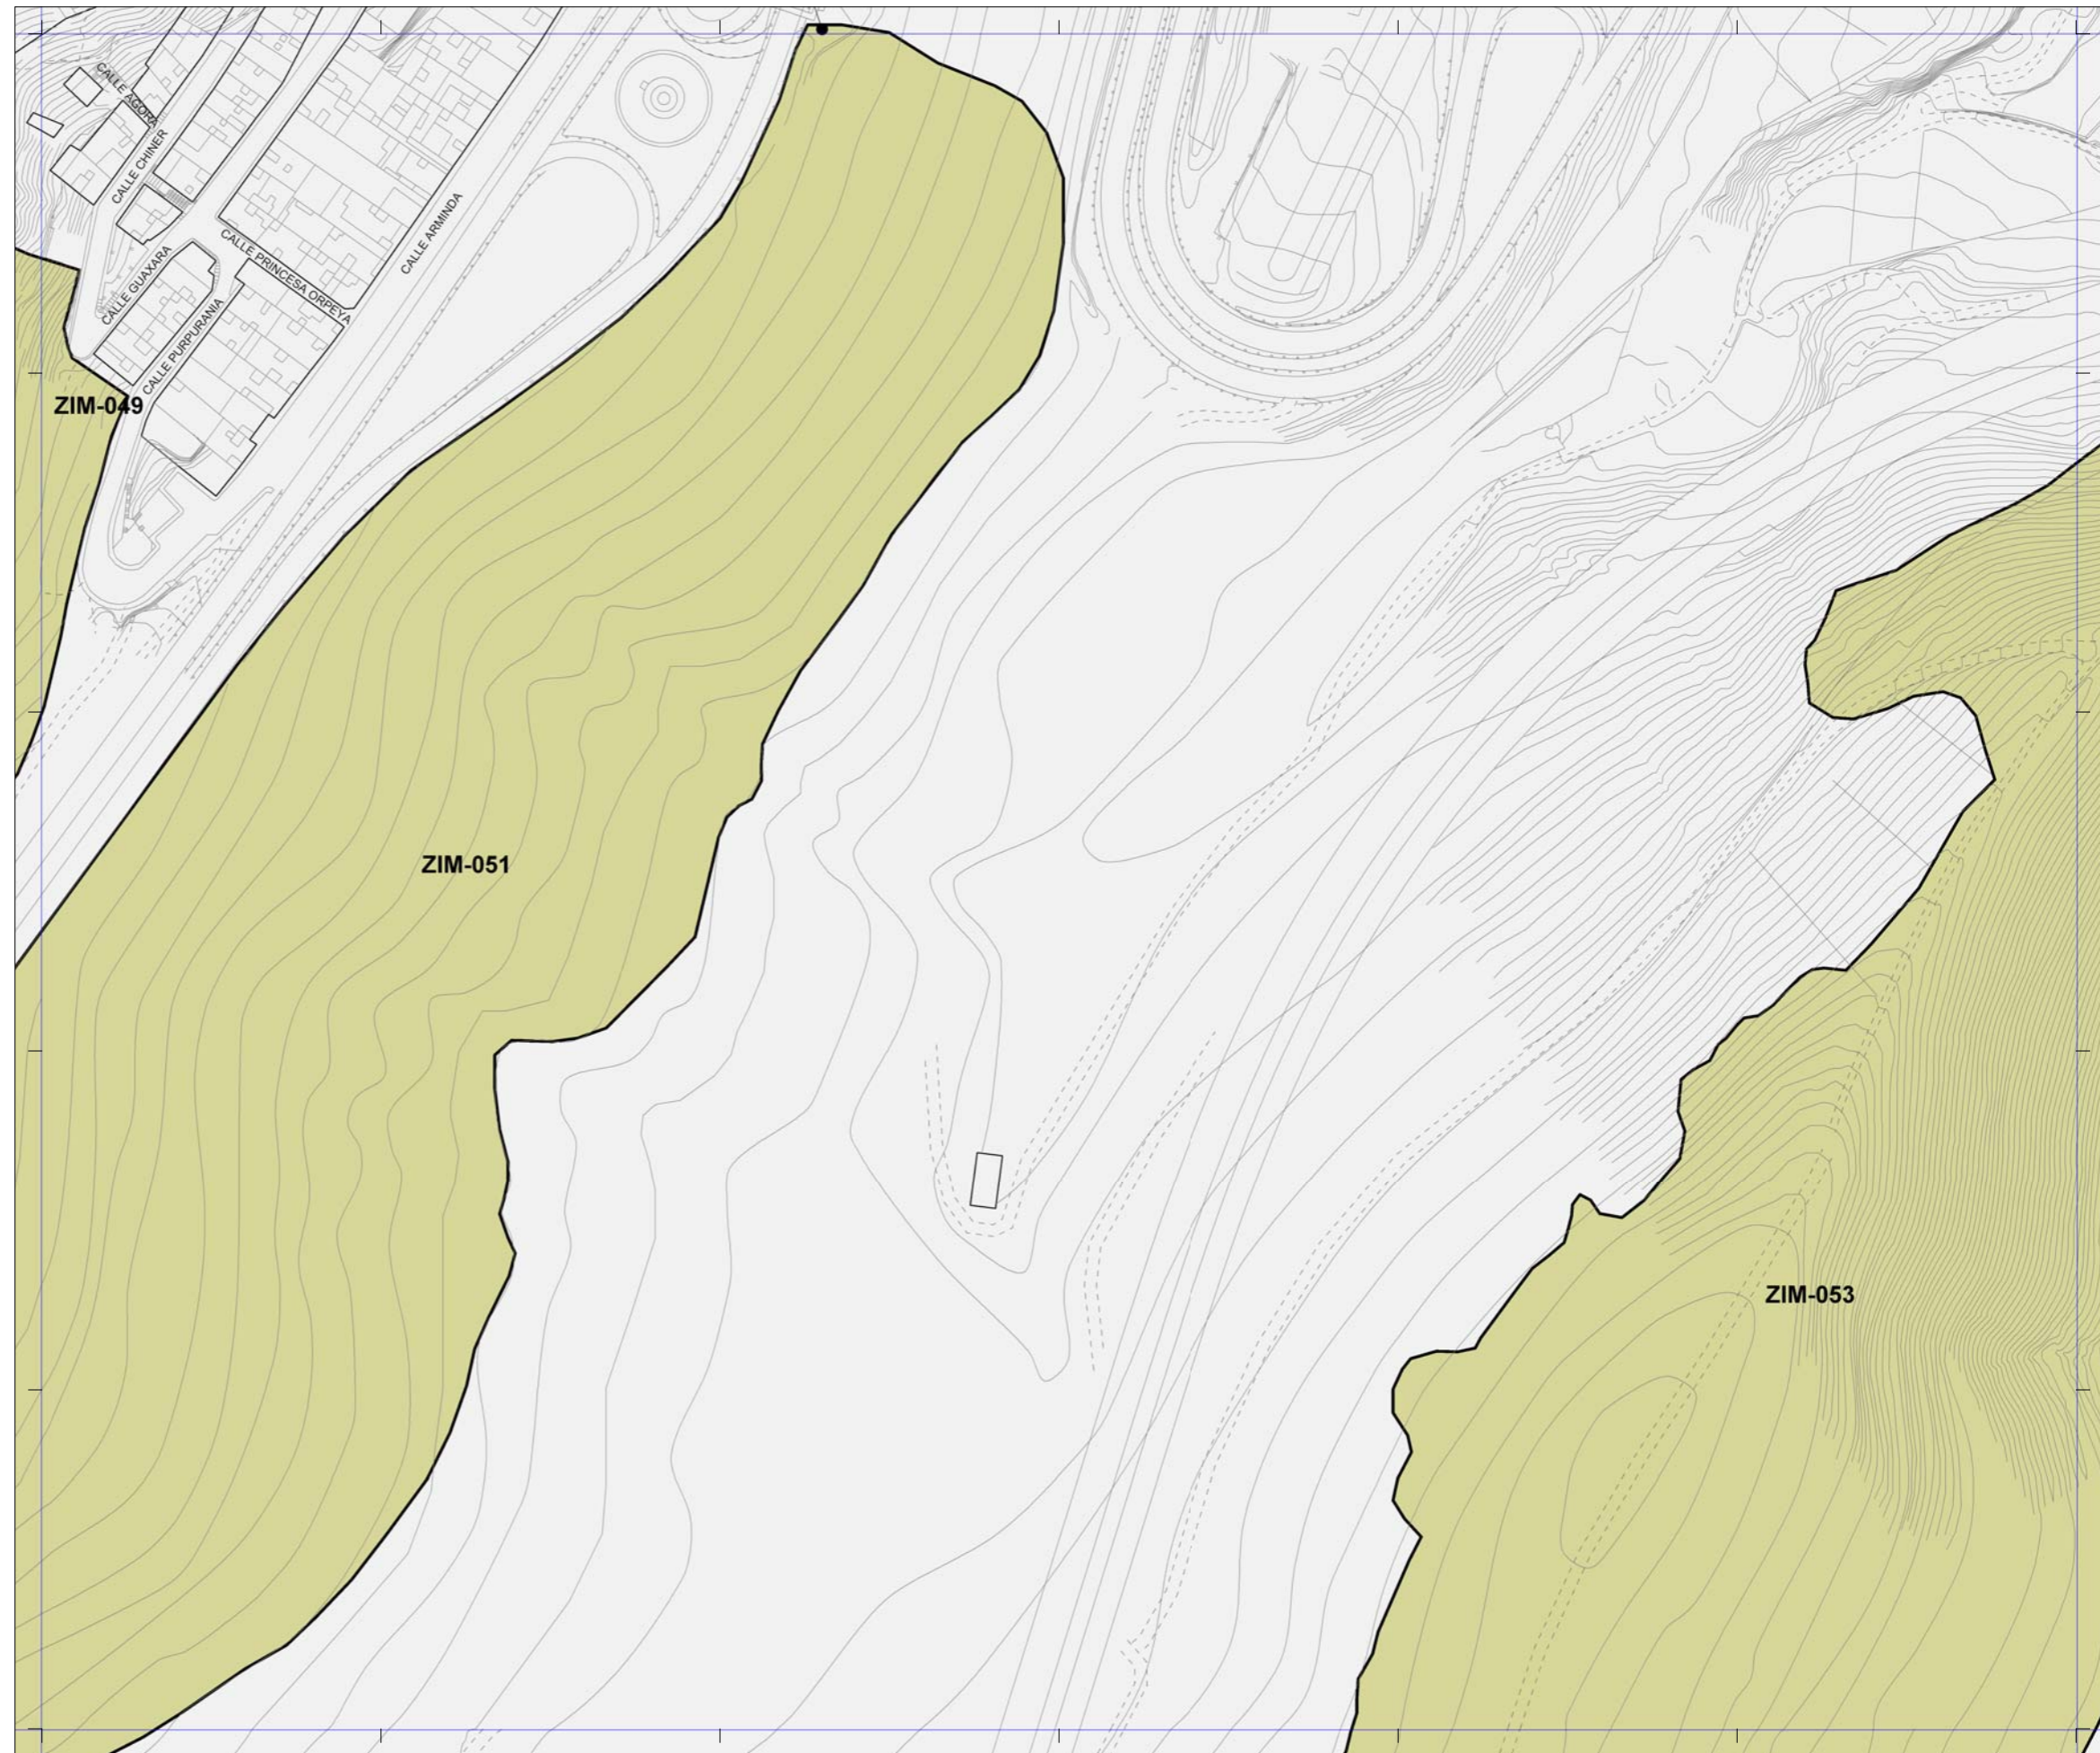 CALLE AGORA
CALLE CHINER
CALLE ARMINDA
CALLE GUAXARA
CALLE PRINCESA ORPEYA
CALLE PURPURANIA
ZIM-049
ZIM-051
ZIM-053